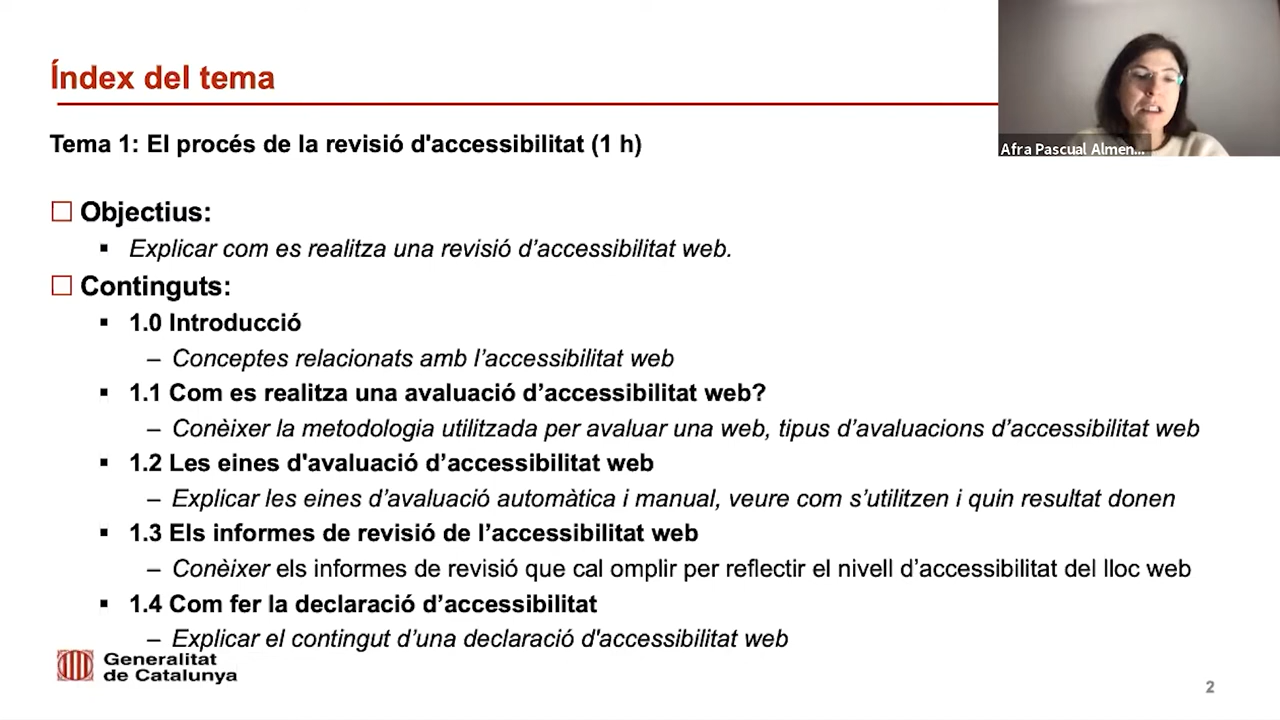 Índex del tema
Afra Pascual Almen...
Tema 1: El procés de la revisió d'accessibilitat (1 h)
Objectius:
Explicar com es realitza una revisió d’accessibilitat web.
Continguts:
1.0 Introducció
– Conceptes relacionats amb l’accessibilitat web
1.1 Com es realitza una avaluació d’accessibilitat web?
– Conèixer la metodologia utilitzada per avaluar una web, tipus d’avaluacions d’accessibilitat web
1.2 Les eines d'avaluació d’accessibilitat web
– Explicar les eines d’avaluació automàtica i manual, veure com s’utilitzen i quin resultat donen
1.3 Els informes de revisió de l’accessibilitat web
– Conèixer els informes de revisió que cal omplir per reflectir el nivell d’accessibilitat del lloc web
1.4 Com fer la declaració d’accessibilitat
– Explicar el contingut d’una declaració d'accessibilitat web
Generalitat
de Catalunya
2